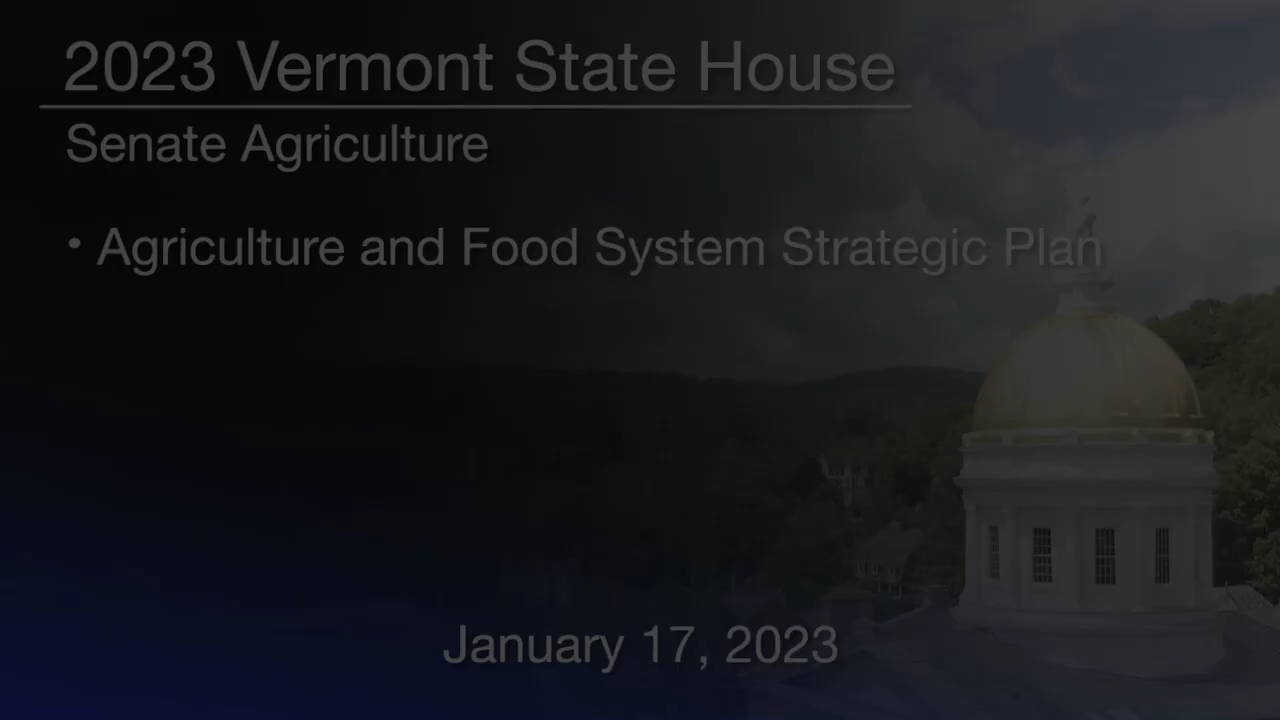 2023 Vermont State House
Senate Agriculture
• Agriculture and Food System Strategic Plan
January 17, 2023